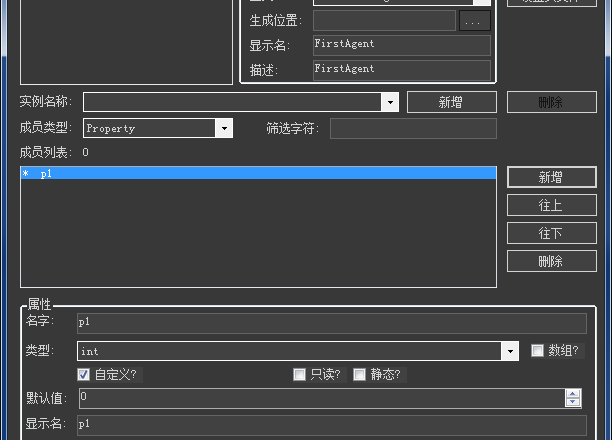 生成位置: ...
显示名: FirstAgent
描述: FirstAgent
实例名称: 新增 删除
成员类型: Property 筛选字符:
成员列表: 0
* p1
新增
往上
往下
删除
属性
名字: p1
类型: int 数组?
自定义? 只读? 静态?
默认值: 0
显示名: p1